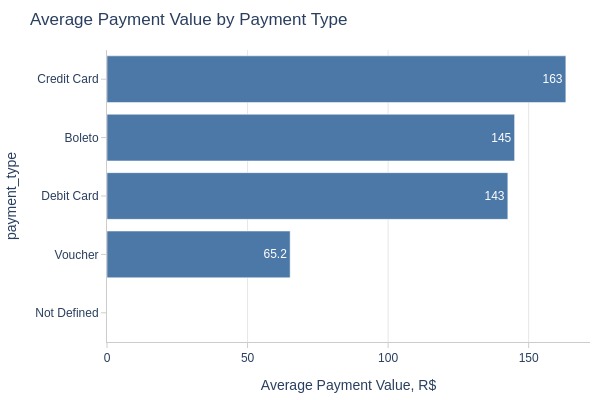 Average Payment Value by Payment Type
payment_type
Credit Card
163
Boleto
145
Debit Card
143
Voucher
65.2
Not Defined
0
50
100
150
Average Payment Value, R$